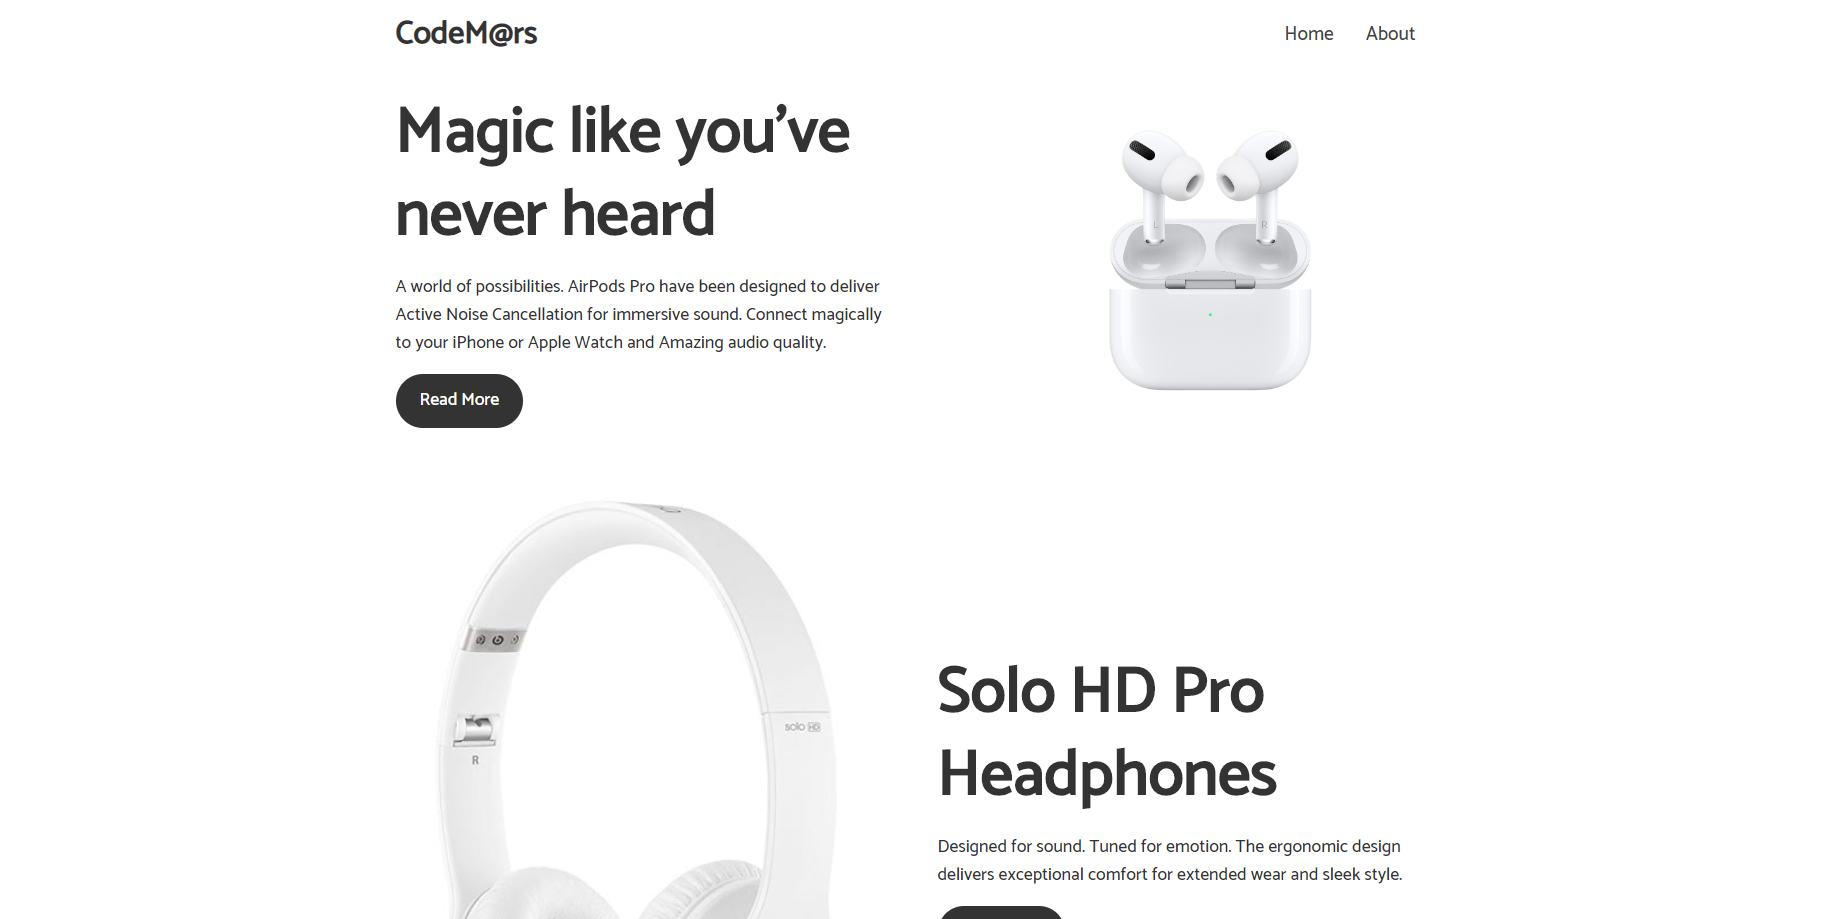 CodeM@rs
Home
About
Magic like you've
never heard
A world of possibilities. AirPods Pro have been designed to deliver
Active Noise Cancellation for immersive sound. Connect magically
to your iPhone or Apple Watch and Amazing audio quality.
Read More
L
R
R
solo HD
Solo HD Pro
Headphones
Designed for sound. Tuned for emotion. The ergonomic design
delivers exceptional comfort for extended wear and sleek style.